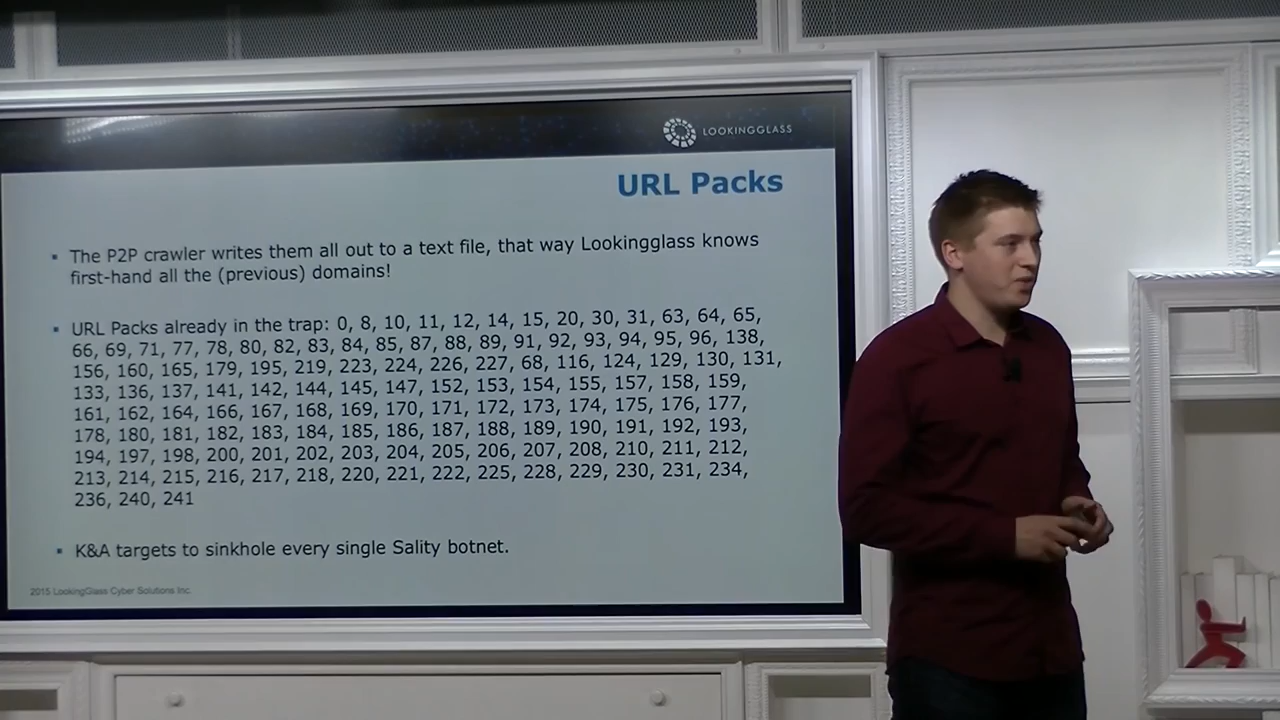 LOOKINGGLASS
URL Packs
The P2P crawler writes them all out to a text file, that way Lookingglass knows
first-hand all the (previous) domains!
URL Packs already in the trap: 0, 8, 10, 11, 12, 14, 15, 20, 30, 31, 63, 64, 65,
66, 69, 71, 77, 78, 80, 82, 83, 84, 85, 87, 88, 89, 91, 92, 93, 94, 95, 96, 138,
156, 160, 165, 179, 195, 219, 223, 224, 226, 227, 68, 116, 124, 129, 130, 131,
133, 136, 137, 141, 142, 144, 145, 147, 152, 153, 154, 155, 157, 158, 159,
161, 162, 164, 166, 167, 168, 169, 170, 171, 172, 173, 174, 175, 176, 177,
178, 180, 181, 182, 183, 184, 185, 186, 187, 188, 189, 190, 191, 192, 193,
194, 197, 198, 200, 201, 202, 203, 204, 205, 206, 207, 208, 210, 211, 212,
213, 214, 215, 216, 217, 218, 220, 221, 222, 225, 228, 229, 230, 231, 234,
236, 240, 241
K&A targets to sinkhole every single Sality botnet.
2015 LookingGlass Cyber Solutions Inc.